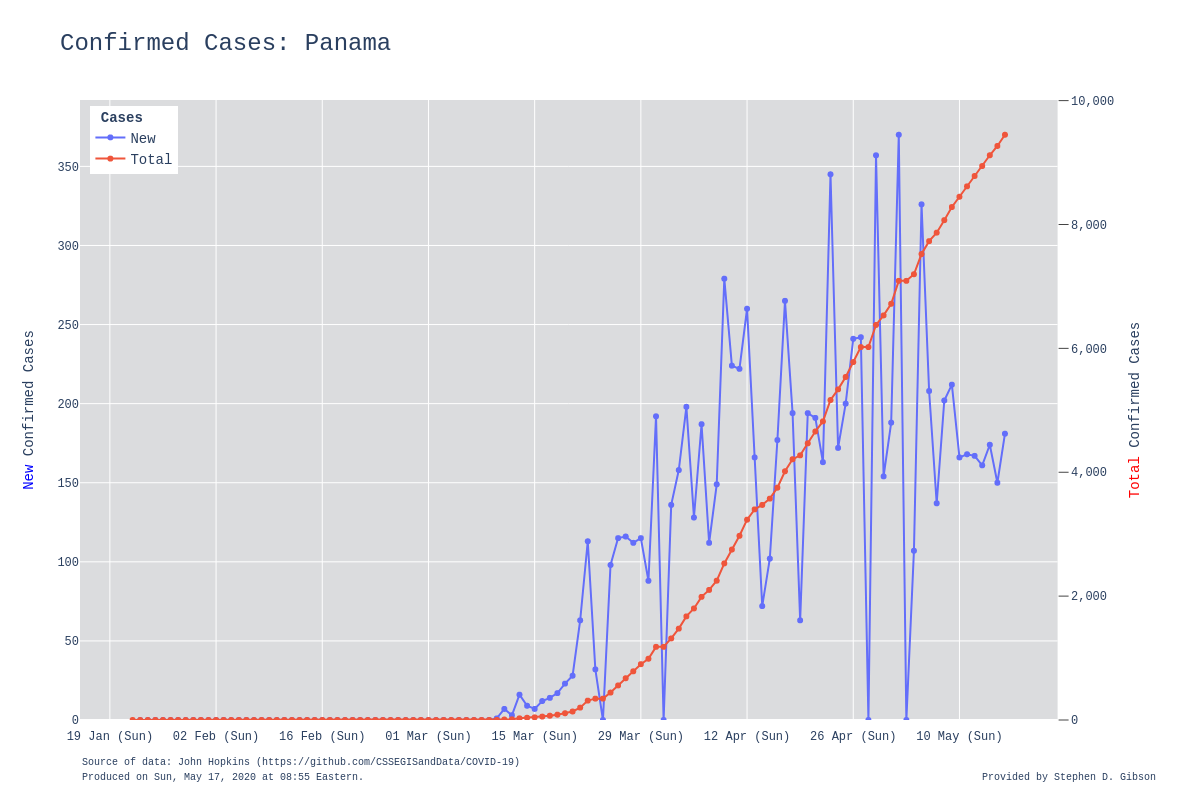 Confirmed Cases: Panama
Cases
New
Total
350
300
250
200
150
100
50
0
10,000
8,000
6,000
4,000
2,000
0
New Confirmed Cases
Total Confirmed Cases
19 Jan (Sun) 02 Feb (Sun) 16 Feb (Sun) 01 Mar (Sun) 15 Mar (Sun) 29 Mar (Sun) 12 Apr (Sun) 26 Apr (Sun) 10 May (Sun)
Source of data: John Hopkins (https://github.com/CSSEGISandData/COVID-19)
Produced on Sun, May 17, 2020 at 08:55 Eastern.
Provided by Stephen D. Gibson